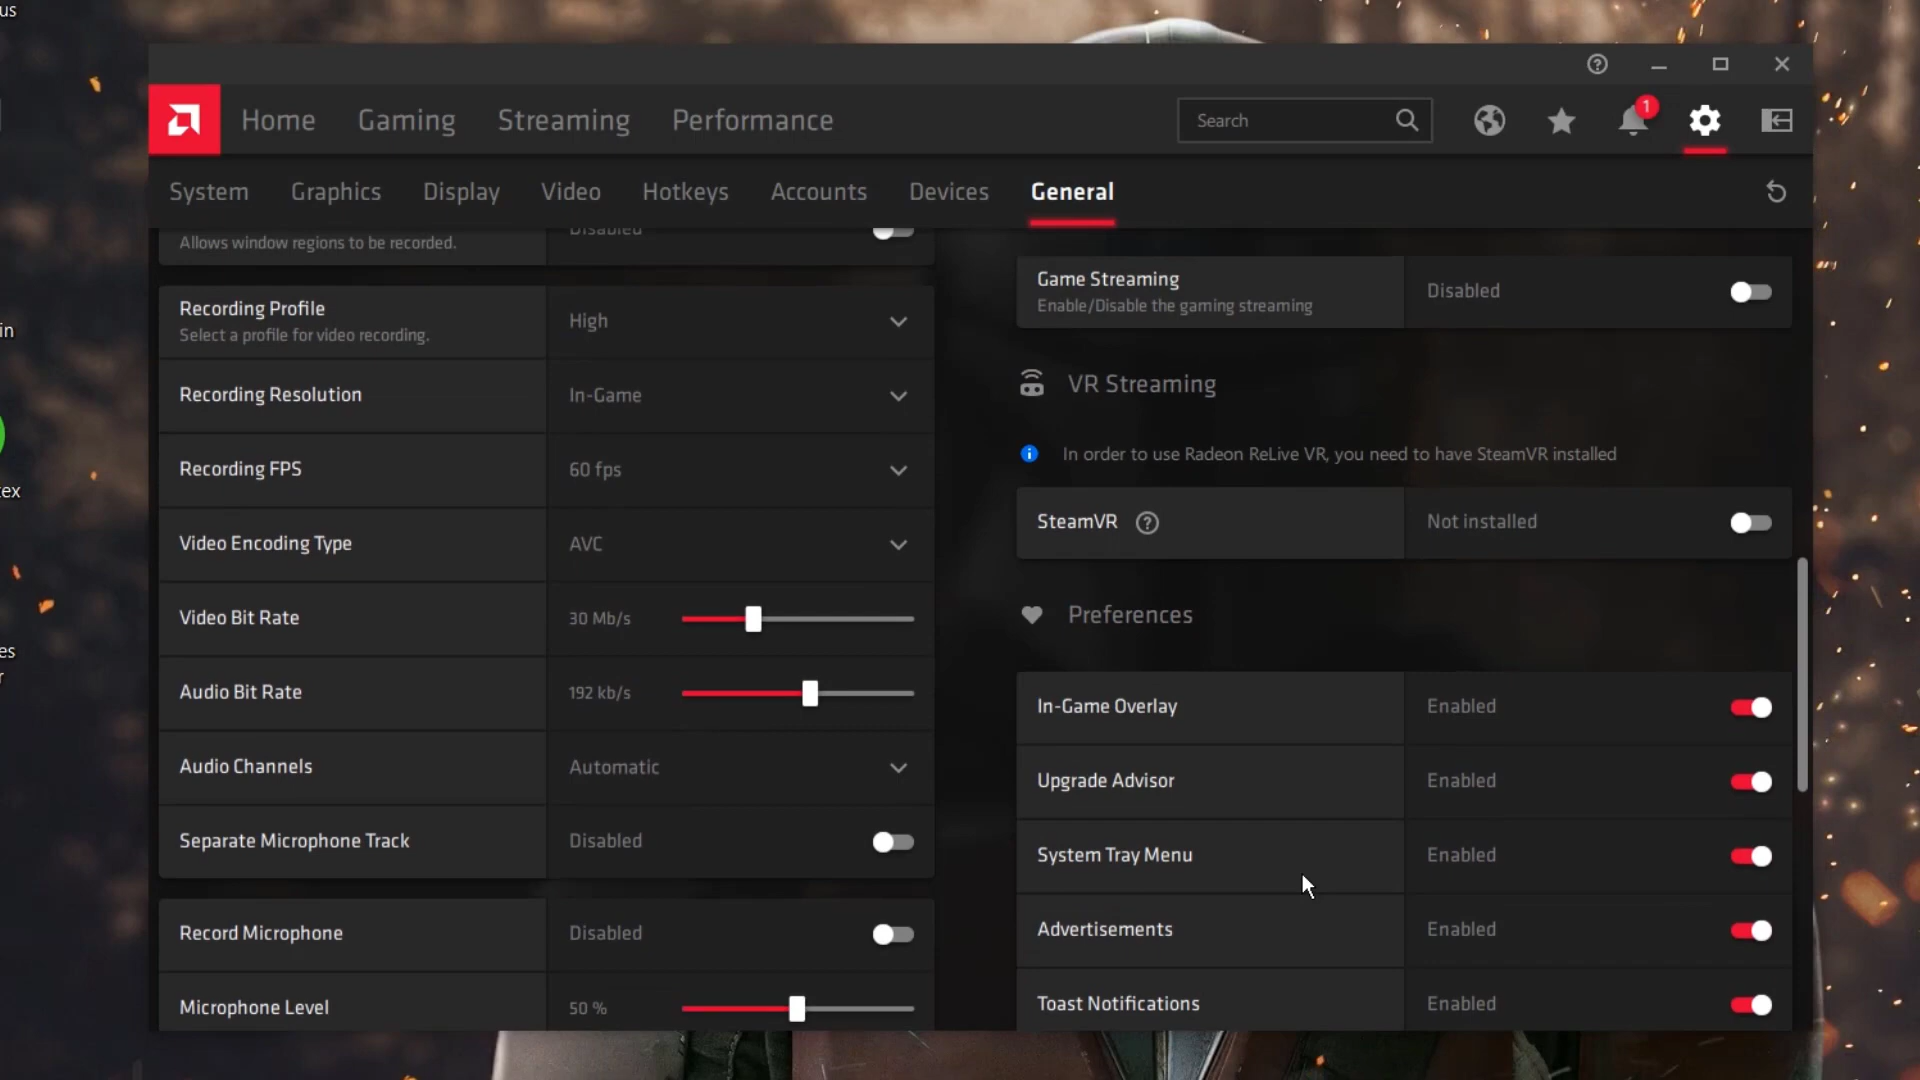 us
in
ex
es
r
Home
Gaming
Streaming
Performance
Search
1
System
Graphics
Display
Video
Hotkeys
Accounts
Devices
General
Allows window regions to be recorded.
Disabled
Recording Profile
Select a profile for video recording.
High
Recording Resolution
In-Game
Recording FPS
60 fps
Video Encoding Type
AVC
Video Bit Rate
30 Mb/s
Audio Bit Rate
192 kb/s
Audio Channels
Automatic
Separate Microphone Track
Disabled
Record Microphone
Disabled
Microphone Level
50 %
Game Streaming
Enable/Disable the gaming streaming
Disabled
VR Streaming
In order to use Radeon ReLive VR, you need to have SteamVR installed
SteamVR
Not installed
Preferences
In-Game Overlay
Enabled
Upgrade Advisor
Enabled
System Tray Menu
Enabled
Advertisements
Enabled
Toast Notifications
Enabled